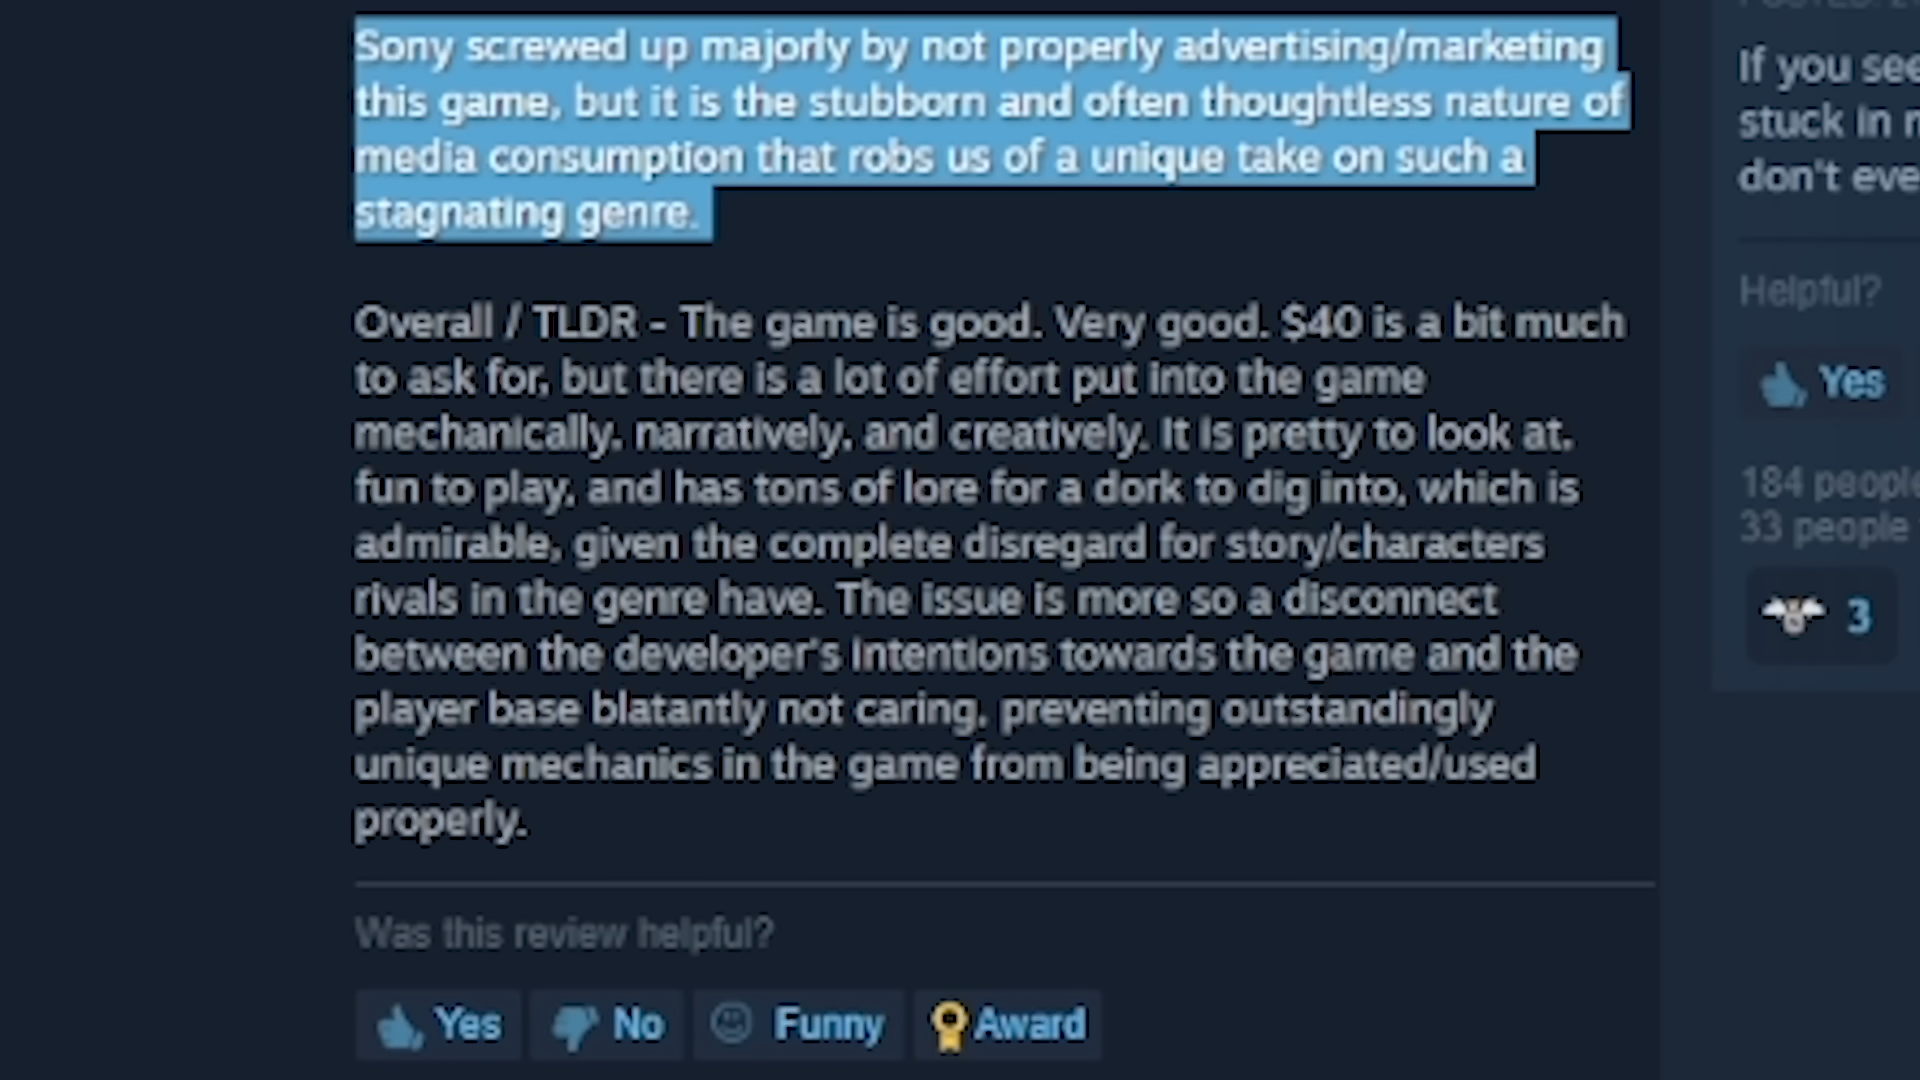 Sony screwed up majorly by not properly advertising/marketing
this game, but it is the stubborn and often thoughtless nature of
media consumption that robs us of a unique take on such a
stagnating genre.
Overall / TLDR - The game is good. Very good. $40 is a bit much
to ask for, but there is a lot of effort put into the game
mechanically, narratively, and creatively. It is pretty to look at,
fun to play, and has tons of lore for a dork to dig into, which is
admirable, given the complete disregard for story/characters
rivals in the genre have. The issue is more so a disconnect
between the developer's intentions towards the game and the
player base blatantly not caring, preventing outstandingly
unique mechanics in the game from being appreciated/used
properly.
Was this review helpful?
Yes No Funny Award
If you see
stuck in
don't eve
Helpful?
Yes
184 people
33 people
3